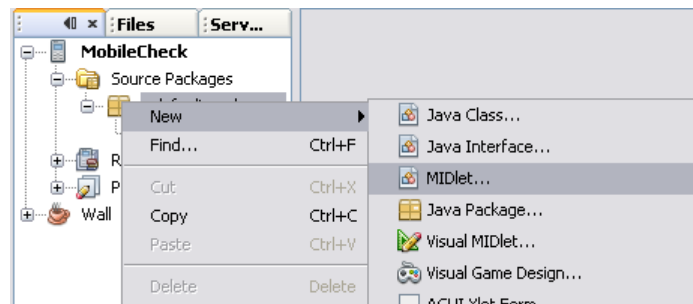 Files
Serv...
MobileCheck
Source Packages
R
P
Wall
New
Find... Ctrl+F
Cut Ctrl+X
Copy Ctrl+C
Paste Ctrl+V
Delete Delete
Java Class...
Java Interface...
MIDlet...
Java Package...
Visual MIDlet...
Visual Game Design...